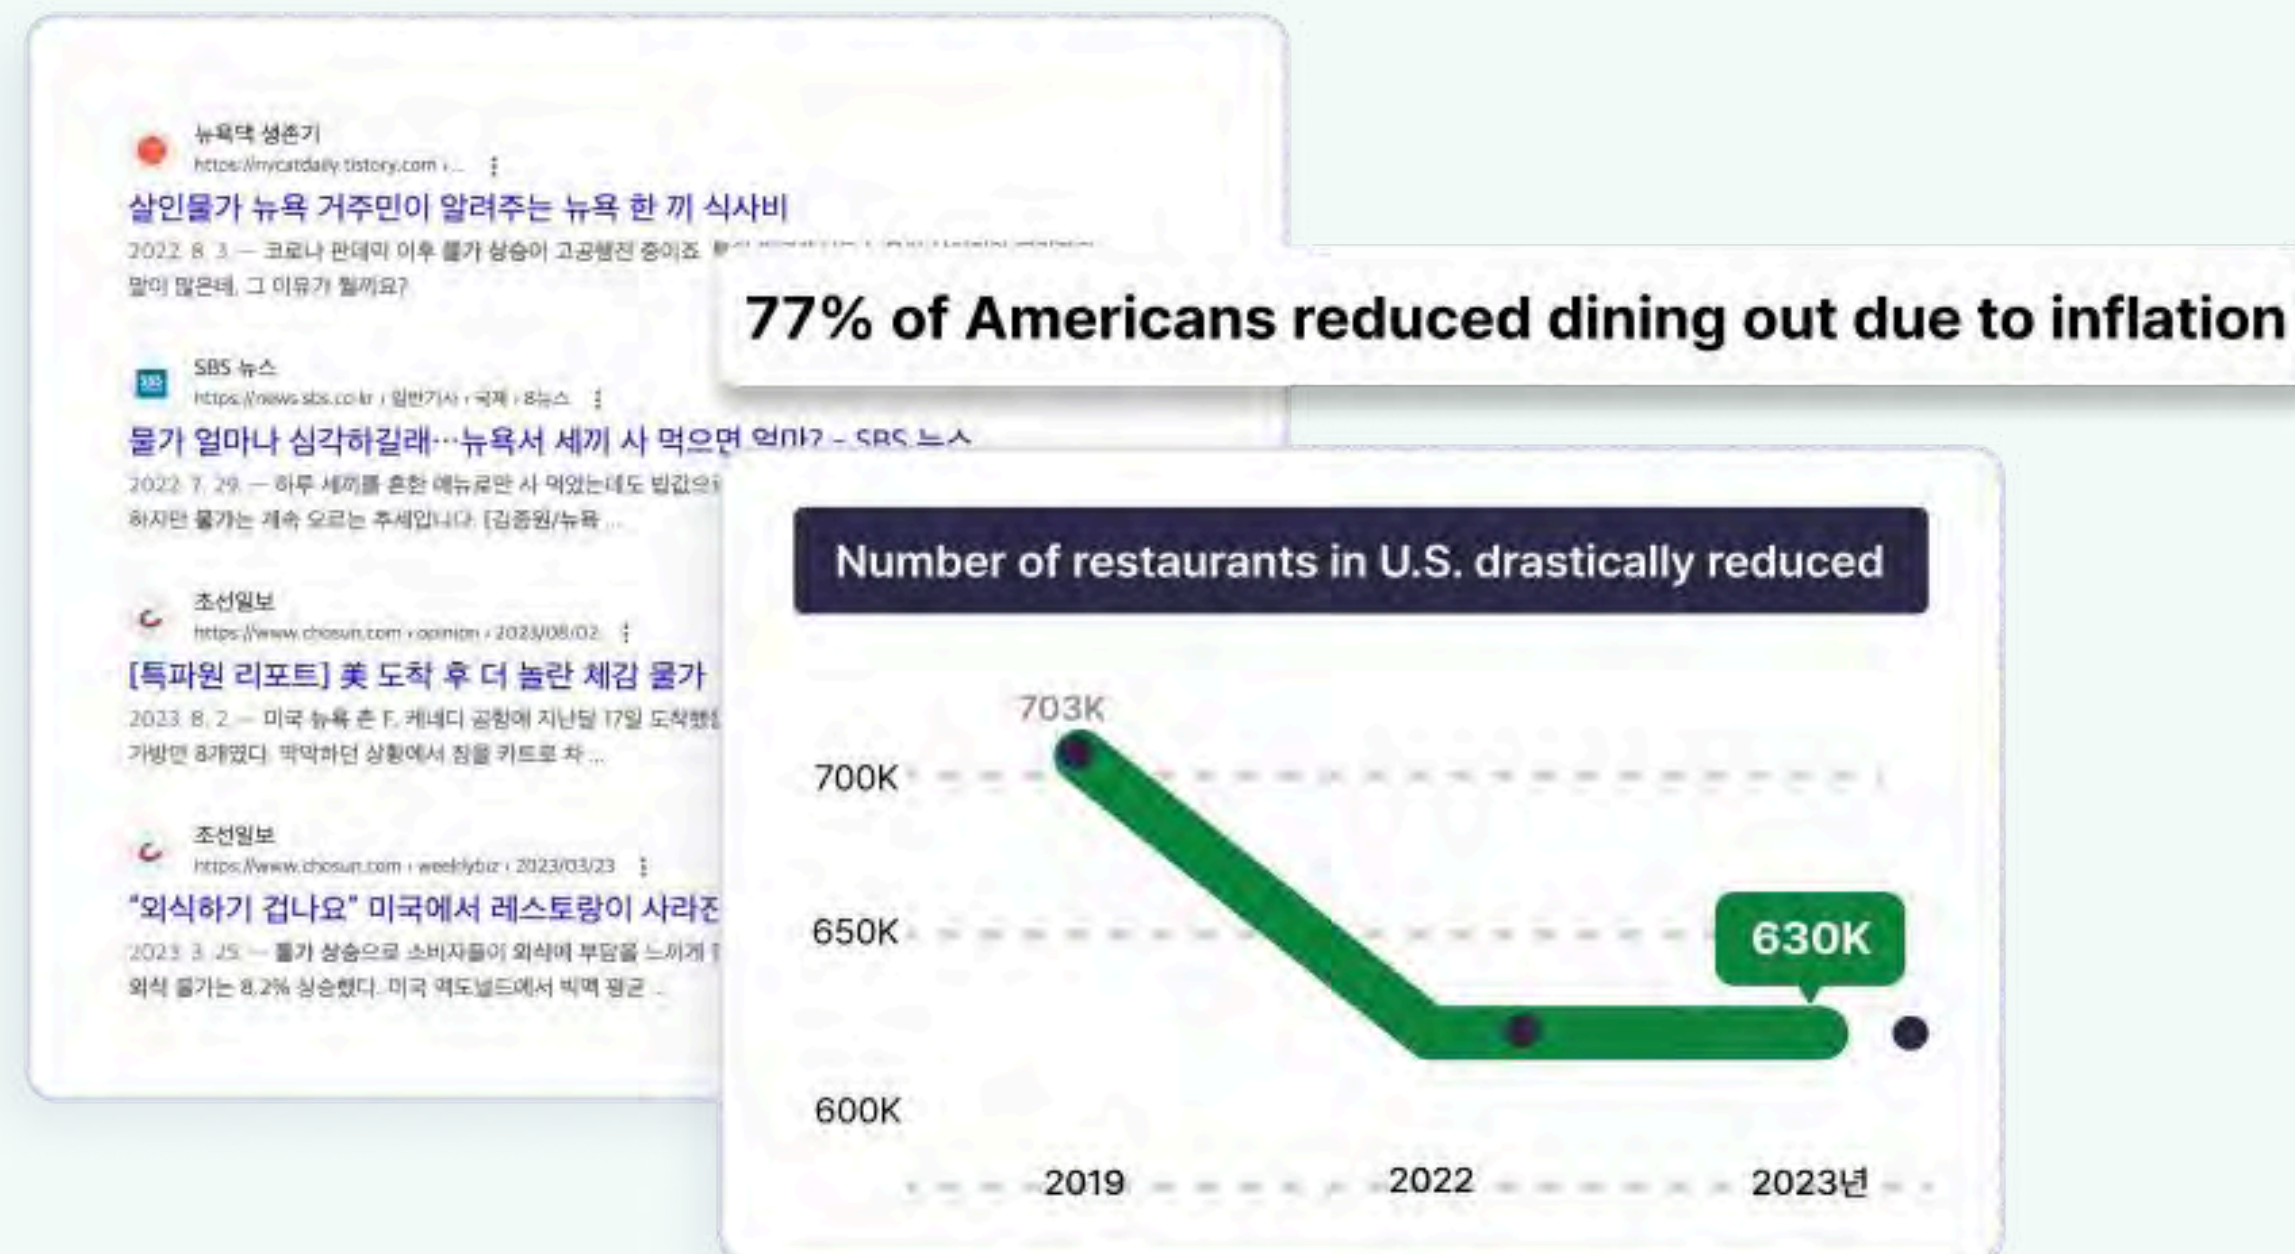 뉴욕댁 생존기
https://nycatdaily.tistory.com › ...
살인물가 뉴욕 거주민이 알려주는 뉴욕 한 끼 식사비
2022. 8. 3. — 코로나 판데믹 이후 물가 상승이 고공행진 중이죠.
말이 많은데, 그 이유가 뭘까요?
77% of Americans reduced dining out due to inflation
SBS 뉴스
https://news.sbs.co.kr › 일반기사 › 국제 › 8뉴스
물가 얼마나 심각하길래…뉴욕서 세끼 사 먹으면 얼마? - SBS 뉴스
2022. 7. 29. — 하루 세끼를 흔한 메뉴로만 사 먹었는데도 밥값으로
하지만 물가는 계속 오르는 추세입니다. [김종원/뉴욕 ...
조선일보
https://www.chosun.com › opinion › 2023/08/02
[특파원 리포트] 美 도착 후 더 놀란 체감 물가
2023. 8. 2. — 미국 뉴욕 존 F. 케네디 공항에 지난달 17일 도착했을
가방만 8개였다. 막막하던 상황에서 짐을 카트로 차 ...
조선일보
https://www.chosun.com › weeklybiz › 2023/03/23
“외식하기 겁나요” 미국에서 레스토랑이 사라진
2023. 3. 25. — 물가 상승으로 소비자들이 외식에 부담을 느끼게
외식 물가는 8.2% 상승했다. 미국 맥도널드에서 빅맥 평균 ...
Number of restaurants in U.S. drastically reduced
703K
700K
650K
630K
600K
2019
2022
2023년